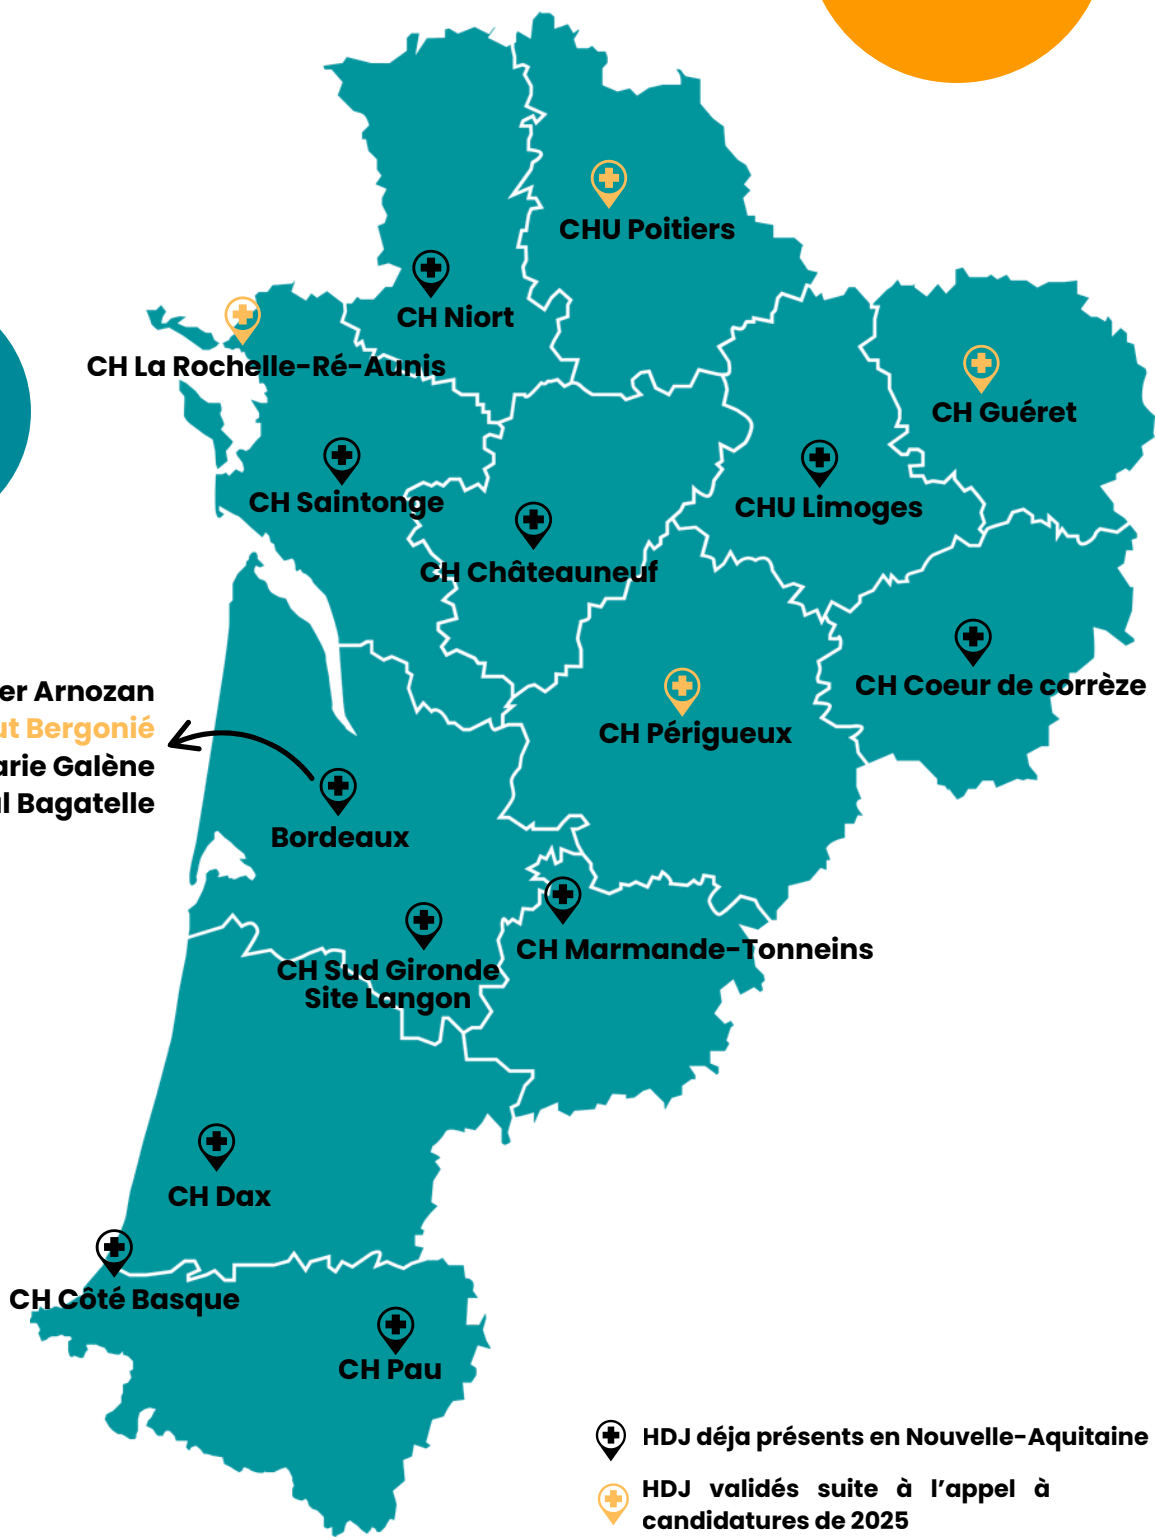 CHU Poitiers
CH Niort
CH La Rochelle-Ré-Aunis
CH Guéret
CH Saintonge
CHU Limoges
CH Châteauneuf
CH Coeur de corrèze
er Arnozan
ut Bergonié
arie Galène
l Bagatelle
CH Périgueux
Bordeaux
CH Marmande-Tonneins
CH Sud Gironde
Site Langon
CH Dax
CH Côté Basque
CH Pau
HDJ déja présents en Nouvelle-Aquitaine
HDJ validés suite à l’appel à
candidatures de 2025